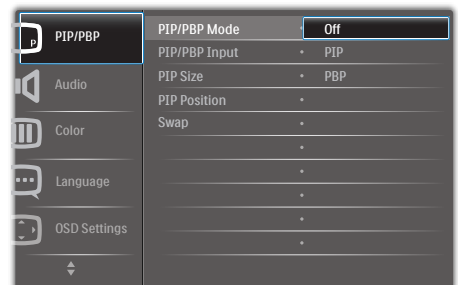 PIP/PBP
Audio
Color
Language
OSD Settings
PIP/PBP Mode
PIP/PBP Input
PIP Size
PIP Position
Swap
Off
PIP
PBP
P